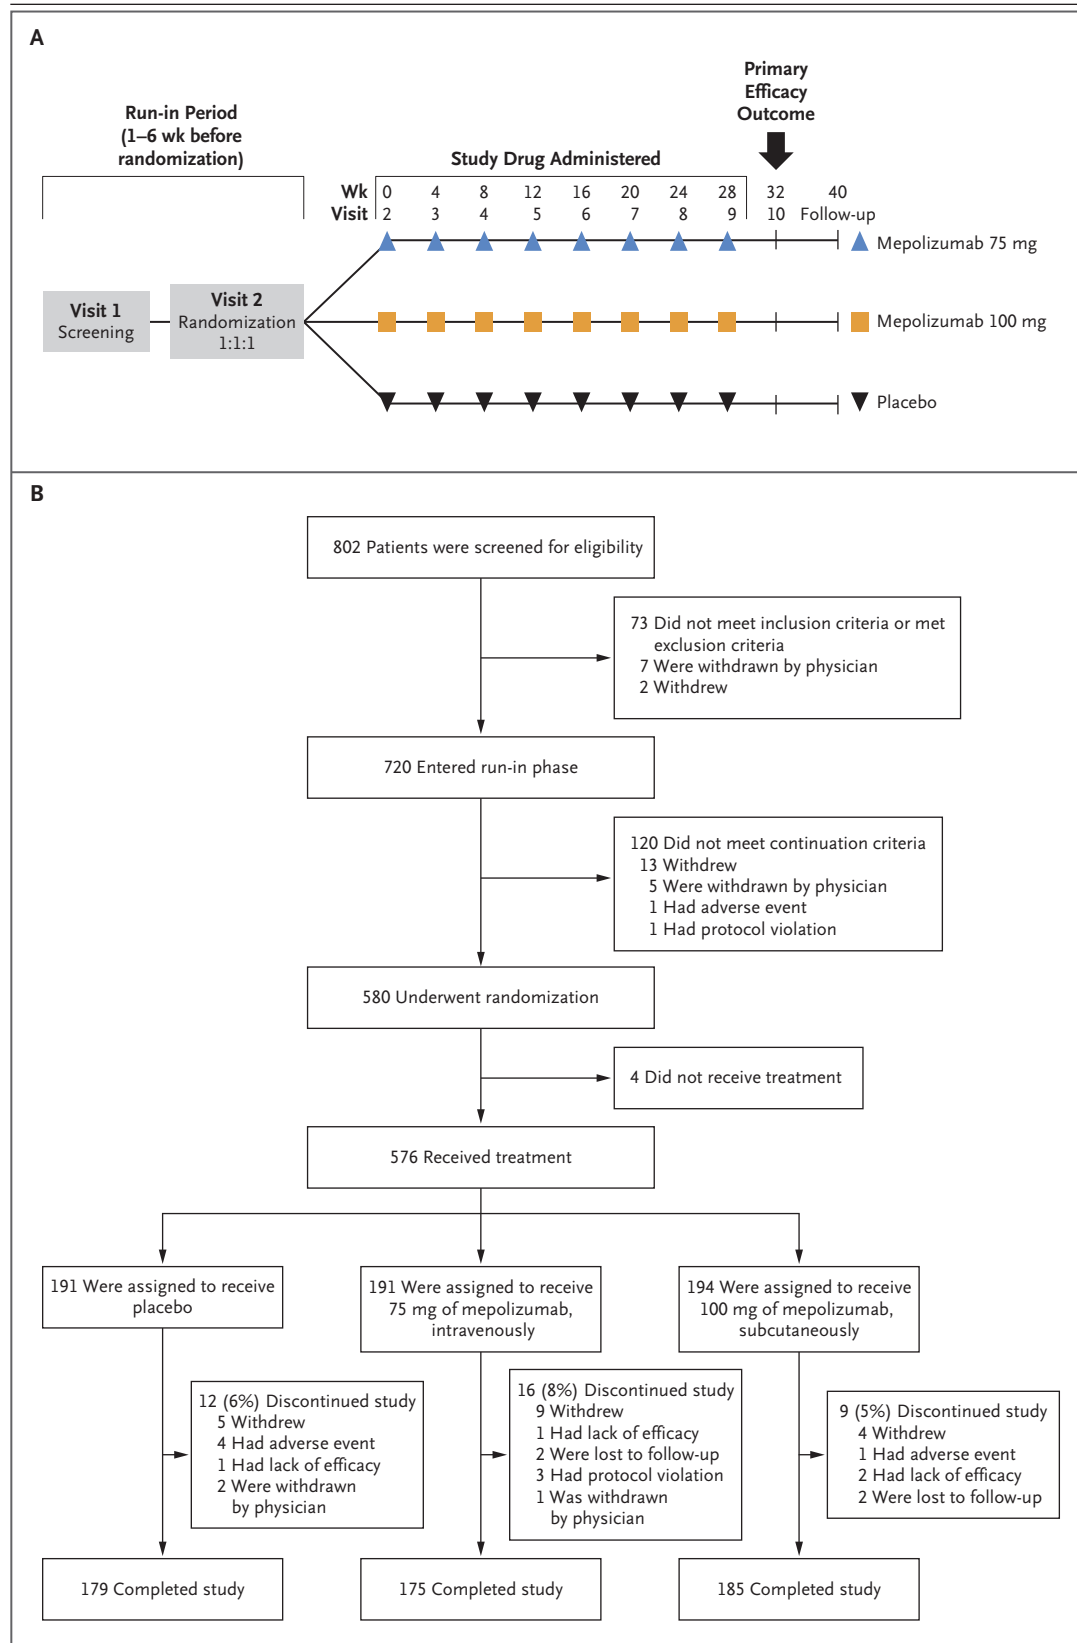 A
Primary
Efficacy
Outcome
Run-in Period
(1–6 wk before
randomization)
Study Drug Administered
Wk 0 4 8 12 16 20 24 28 32 40
Visit 2 3 4 5 6 7 8 9 10 Follow-up
Mepolizumab 75 mg
Visit 1
Screening
Visit 2
Randomization
1:1:1
Mepolizumab 100 mg
Placebo
B
802 Patients were screened for eligibility
73 Did not meet inclusion criteria or met
exclusion criteria
7 Were withdrawn by physician
2 Withdrew
720 Entered run-in phase
120 Did not meet continuation criteria
13 Withdrew
5 Were withdrawn by physician
1 Had adverse event
1 Had protocol violation
580 Underwent randomization
4 Did not receive treatment
576 Received treatment
191 Were assigned to receive
placebo
191 Were assigned to receive
75 mg of mepolizumab,
intravenously
194 Were assigned to receive
100 mg of mepolizumab,
subcutaneously
12 (6%) Discontinued study
5 Withdrew
4 Had adverse event
1 Had lack of efficacy
2 Were withdrawn
by physician
16 (8%) Discontinued study
9 Withdrew
1 Had lack of efficacy
2 Were lost to follow-up
3 Had protocol violation
1 Was withdrawn
by physician
9 (5%) Discontinued study
4 Withdrew
1 Had adverse event
2 Had lack of efficacy
2 Were lost to follow-up
179 Completed study
175 Completed study
185 Completed study